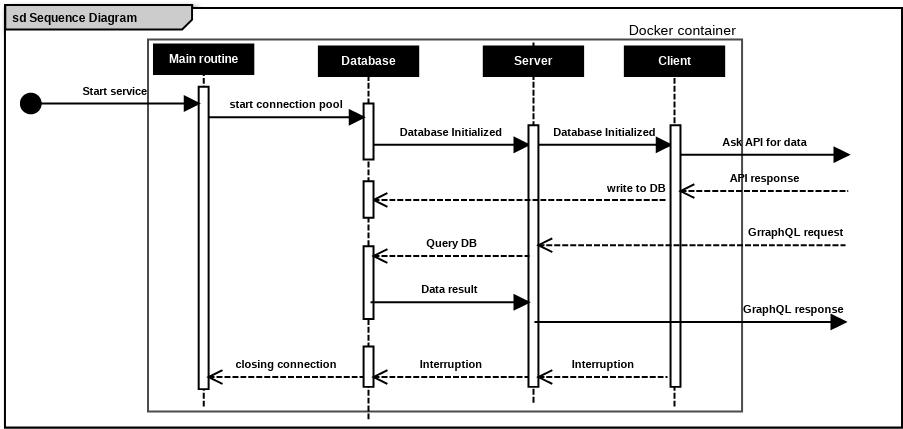 sd Sequence Diagram
Docker container
Main routine
Database
Server
Client
Start service
start connection pool
Database Initialized
Database Initialized
Ask API for data
API response
write to DB
GrraphQL request
Query DB
Data result
GraphQL response
closing connection
Interruption
Interruption